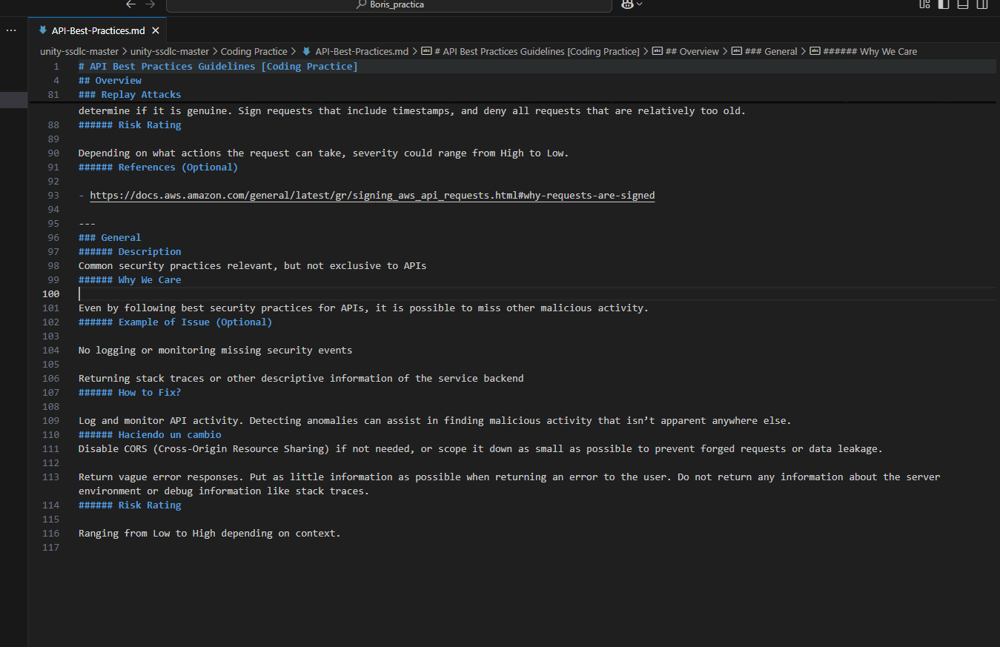 Boris_practica
API-Best-Practices.md
unity-ssdlc-master > unity-ssdlc-master > Coding Practice > API-Best-Practices.md > # API Best Practices Guidelines [Coding Practice] > ## Overview > ### General > ###### Why We Care
1 # API Best Practices Guidelines [Coding Practice]
4 ## Overview
81 ### Replay Attacks
determine if it is genuine. Sign requests that include timestamps, and deny all requests that are relatively too old.
88 ###### Risk Rating
89
90 Depending on what actions the request can take, severity could range from High to Low.
91 ###### References (Optional)
92
93 - https://docs.aws.amazon.com/general/latest/gr/signing_aws_api_requests.html#why-requests-are-signed
94
95 ---
96 ### General
97 ###### Description
98 Common security practices relevant, but not exclusive to APIs
99 ###### Why We Care
100
101 Even by following best security practices for APIs, it is possible to miss other malicious activity.
102 ###### Example of Issue (Optional)
103
104 No logging or monitoring missing security events
105
106 Returning stack traces or other descriptive information of the service backend
107 ###### How to Fix?
108
109 Log and monitor API activity. Detecting anomalies can assist in finding malicious activity that isn’t apparent anywhere else.
110 ###### Haciendo un cambio
111 Disable CORS (Cross-Origin Resource Sharing) if not needed, or scope it down as small as possible to prevent forged requests or data leakage.
112
113 Return vague error responses. Put as little information as possible when returning an error to the user. Do not return any information about the server
environment or debug information like stack traces.
114 ###### Risk Rating
115
116 Ranging from Low to High depending on context.
117